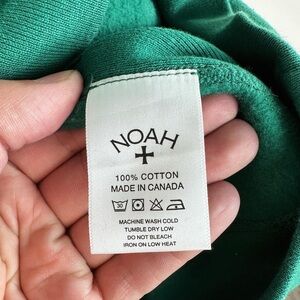 NOAH
100% COTTON
MADE IN CANADA
30
MACHINE WASH COLD
TUMBLE DRY LOW
DO NOT BLEACH
IRON ON LOW HEAT